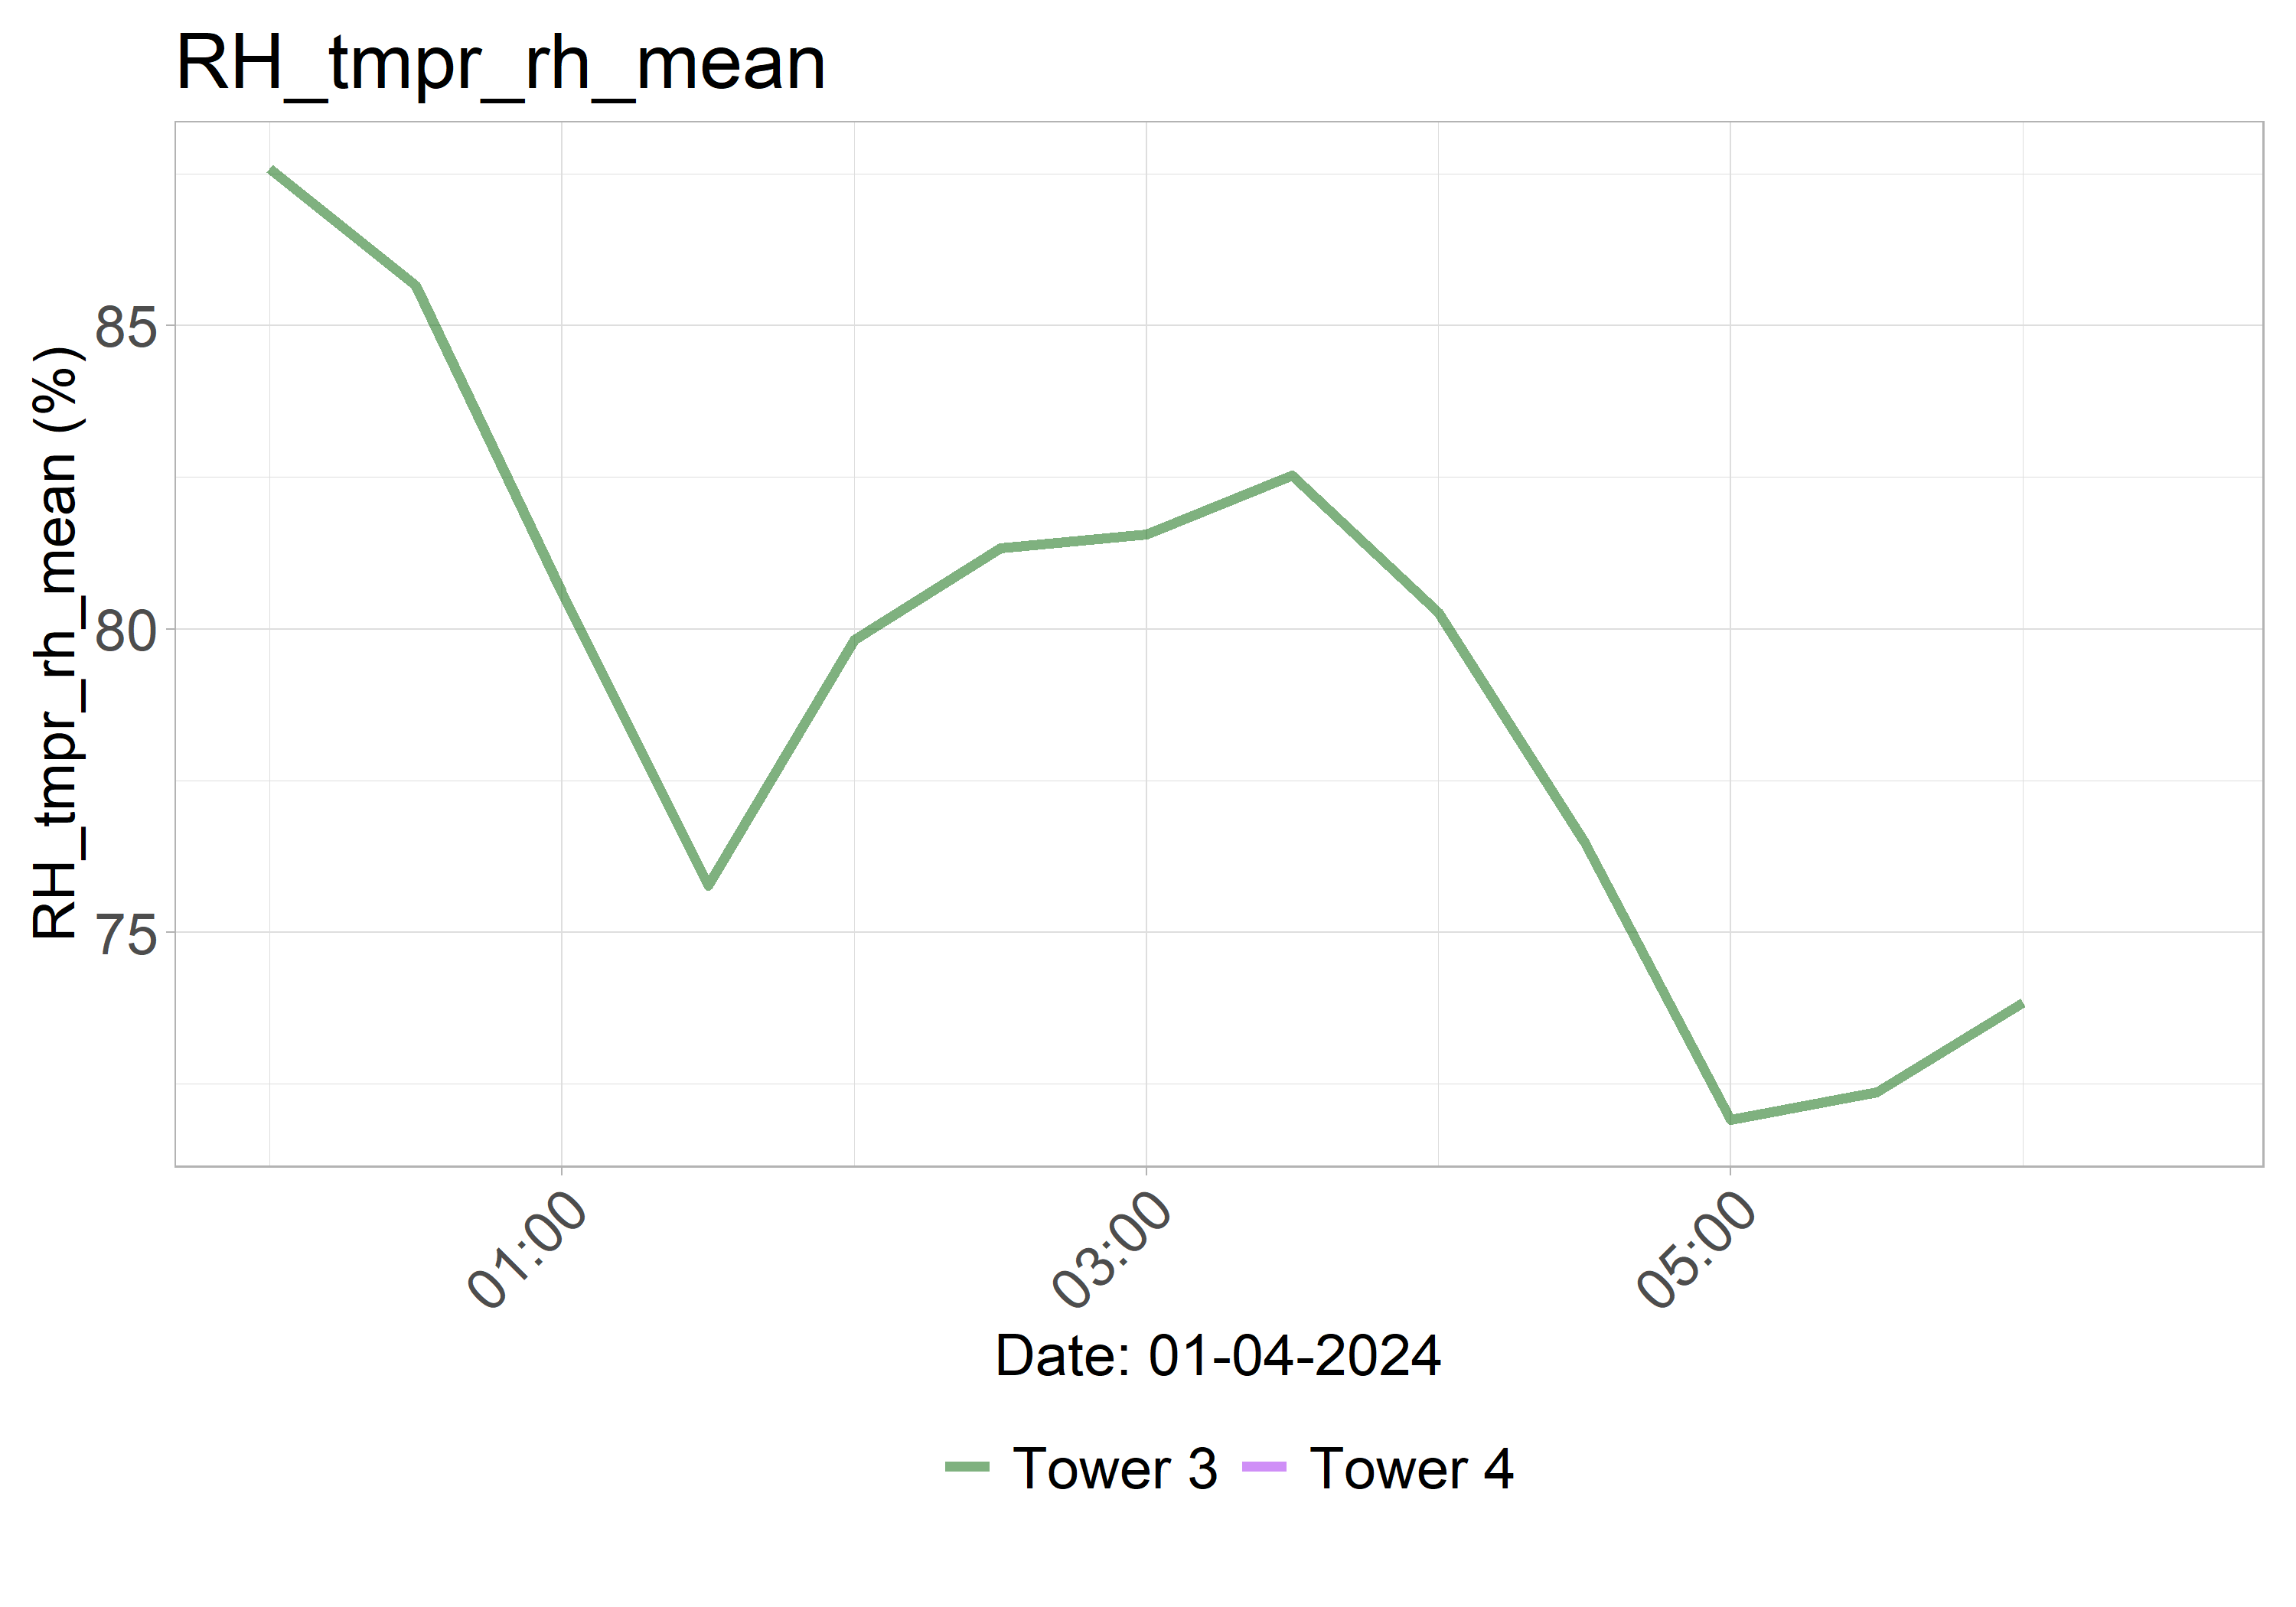 RH_tmpr_rh_mean
RH_tmpr_rh_mean (%)
85
80
75
01:00
03:00
05:00
Date: 01-04-2024
Tower 3
Tower 4